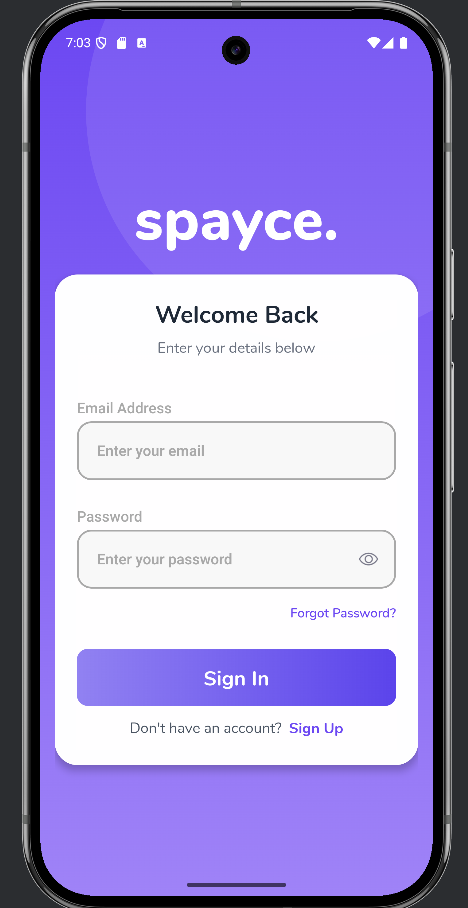 7:03
spayce.
Welcome Back
Enter your details below
Email Address
Enter your email
Password
Enter your password
Forgot Password?
Sign In
Don't have an account? Sign Up